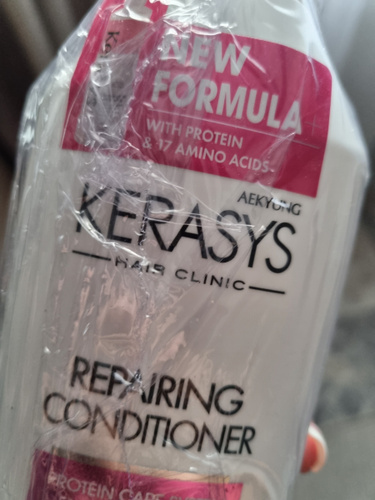 NEW
FORMULA
WITH PROTEIN
& 17 AMINO ACIDS
AEKYUNG
KERASYS
HAIR CLINIC
REPAIRING
CONDITIONER
PROTEIN CARE